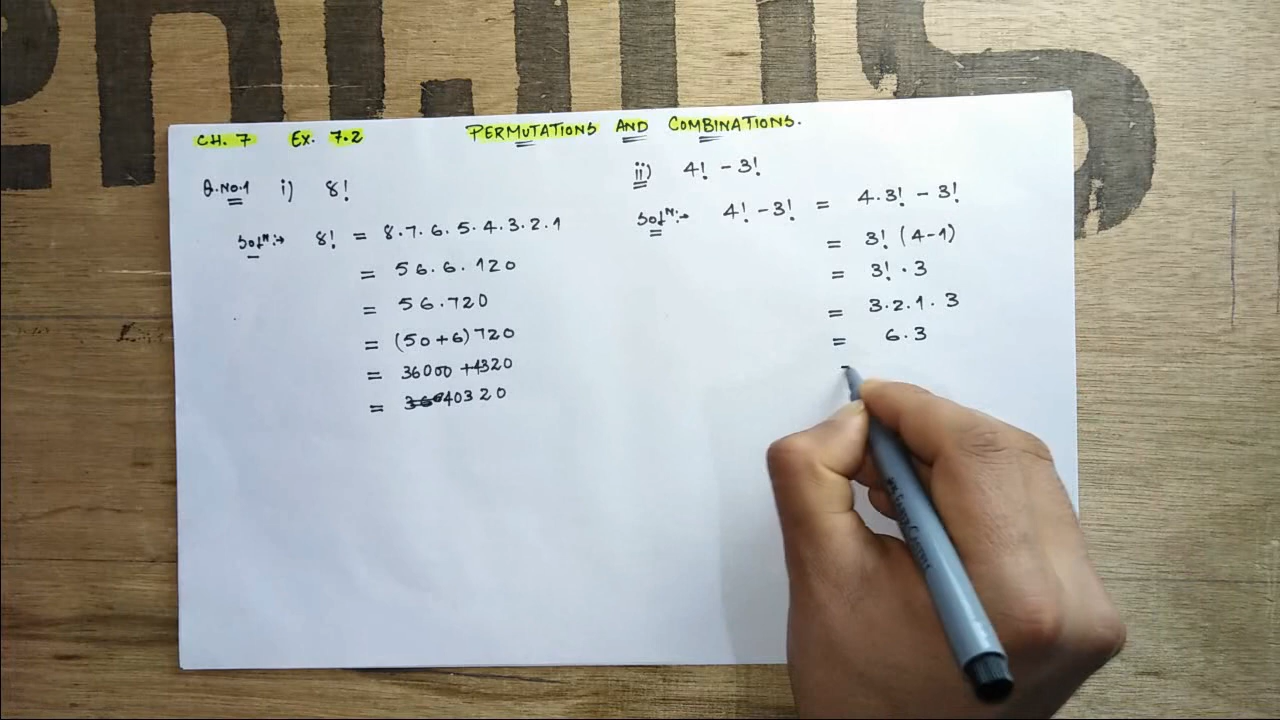 CH. 7 Ex. 7.2 PERMUTATIONS AND COMBINATIONS.
Q.NO.1 i) 8!
Solᴺ:→ 8! = 8.7.6.5.4.3.2.1
= 56.6.120
= 56.720
= (50+6)720
= 36000 +4320
= 40320
ii) 4! - 3!
Solᴺ:→ 4! - 3! = 4.3! - 3!
= 3! (4-1)
= 3! . 3
= 3.2.1.3
= 6.3